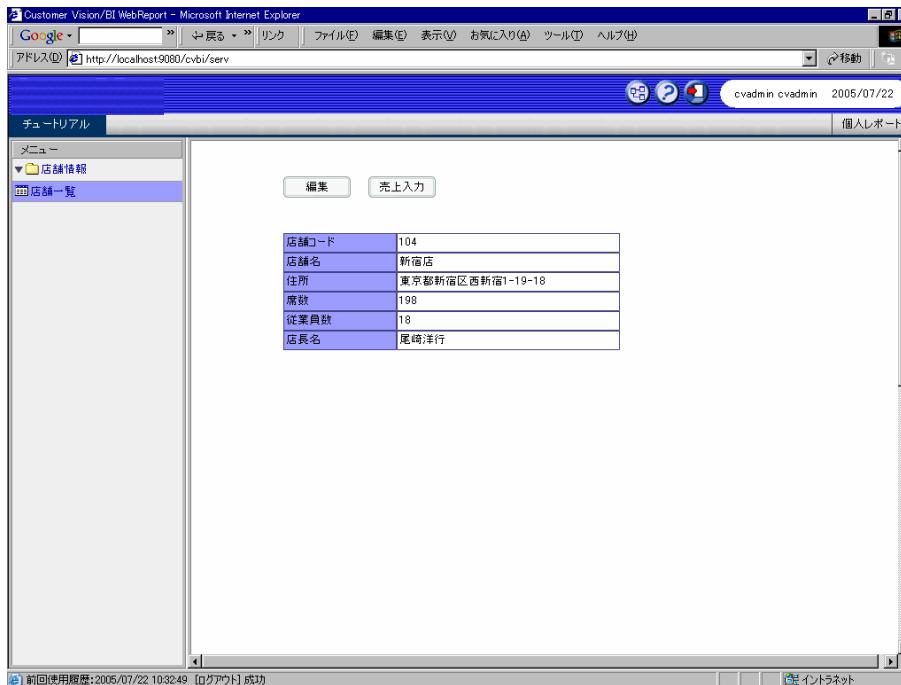 Customer Vision/BI WebReport - Microsoft Internet Explorer
Google - » 戻る » リンク ファイル(F) 編集(E) 表示(V) お気に入り(A) ツール(T) ヘルプ(H)
アドレス(D) http://localhost:9080/cvbi/serv 移動
cvadmin cvadmin 2005/07/22
チュートリアル 個人レポート
メニュー
店舗情報
店舗一覧
編集 売上入力
店舗コード 104
店舗名 新宿店
住所 東京都新宿区西新宿1-19-18
席数 198
従業員数 18
店長名 尾崎洋行
前回使用履歴:2005/07/22 10:32:49 [ログアウト] 成功 イントラネット